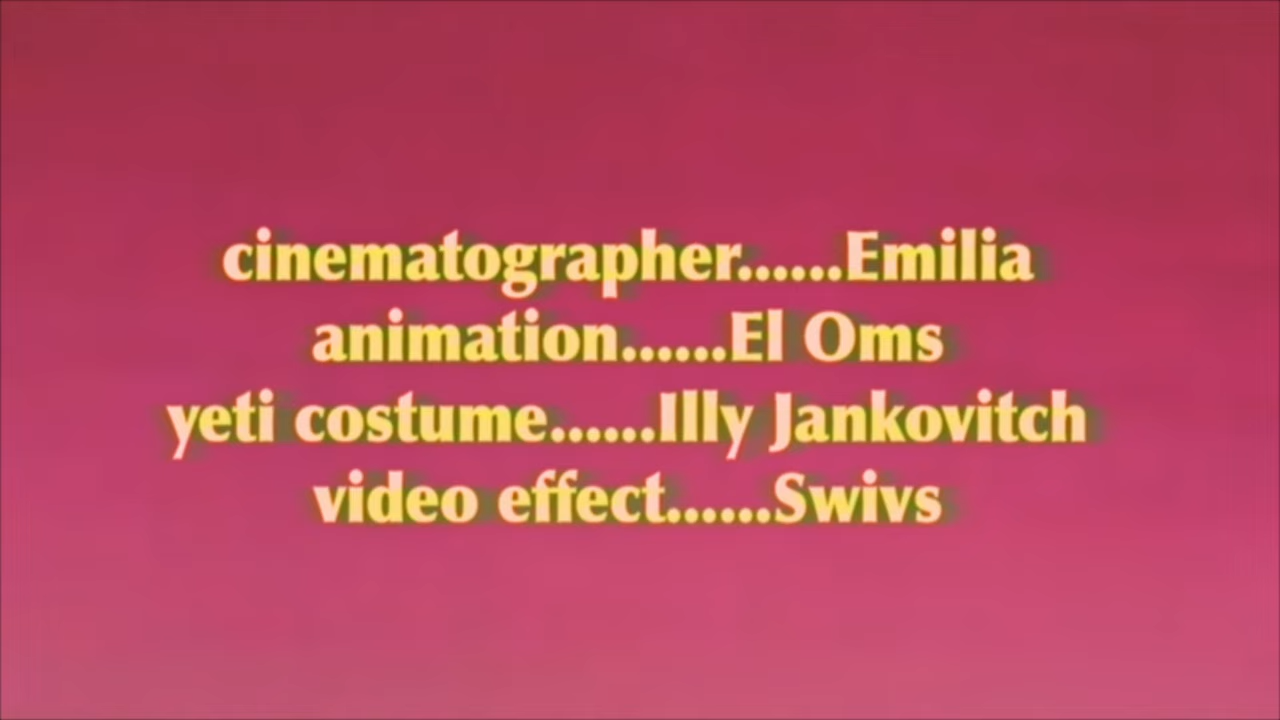 cinematographer......Emilia
animation......El Oms
yeti costume......Illy Jankovitch
video effect......Swivs